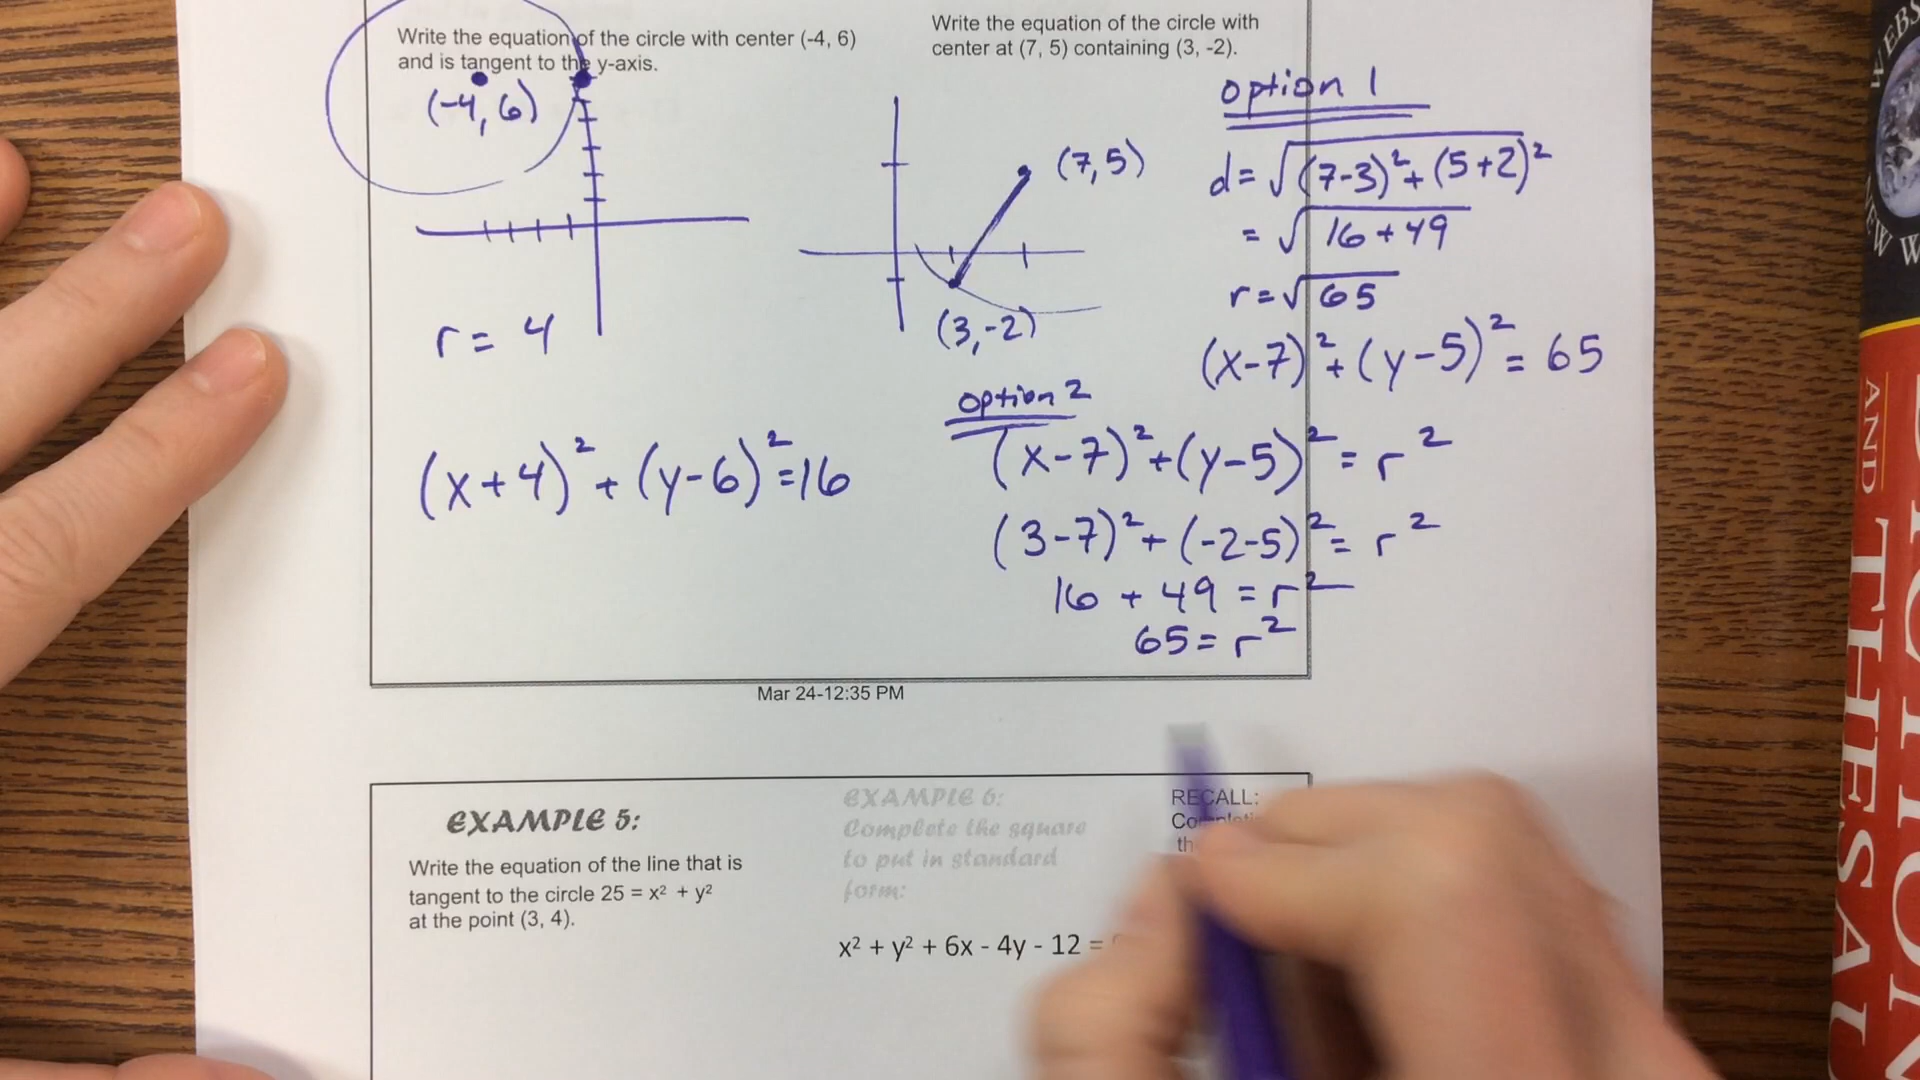 Write the equation of the circle with center (-4, 6)
and is tangent to the y-axis.
(-4, 6)
r = 4
(x+4)² + (y-6)² = 16
Write the equation of the circle with
center at (7, 5) containing (3, -2).
(7, 5)
(3, -2)
option 1
d = √(7-3)² + (5+2)²
= √16 + 49
r = √65
(x-7)² + (y-5)² = 65
option 2
(x-7)² + (y-5)² = r²
(3-7)² + (-2-5)² = r²
16 + 49 = r²
65 = r²
Mar 24-12:35 PM
EXAMPLE 5:
Write the equation of the line that is
tangent to the circle 25 = x² + y²
at the point (3, 4).
EXAMPLE 6:
Complete the square
to put in standard
form:
x² + y² + 6x - 4y - 12 =
RECALL:
AND
NEW